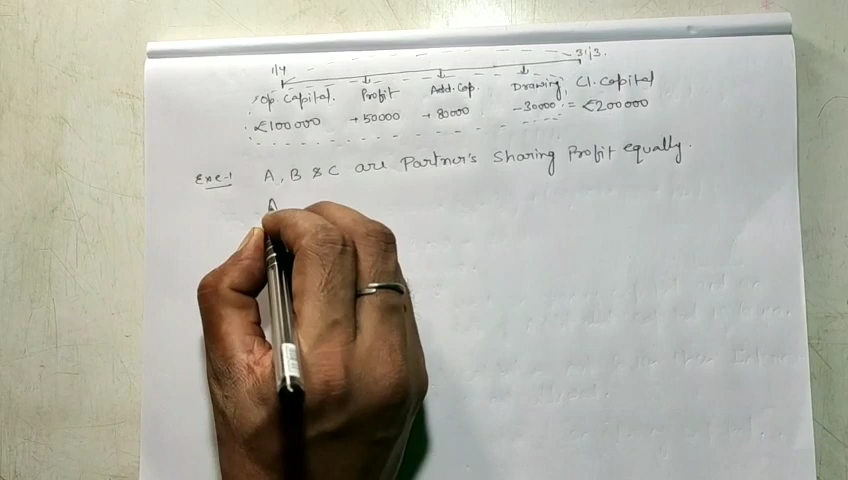 1/4 31/3.
Op. Capital. Profit Add. Cap. Drawing Cl. Capital
₹100000 + 50000 + 80000 - 30000 = ₹200000
Exe-1 A, B & C are Partner's Sharing Profit equally.
A